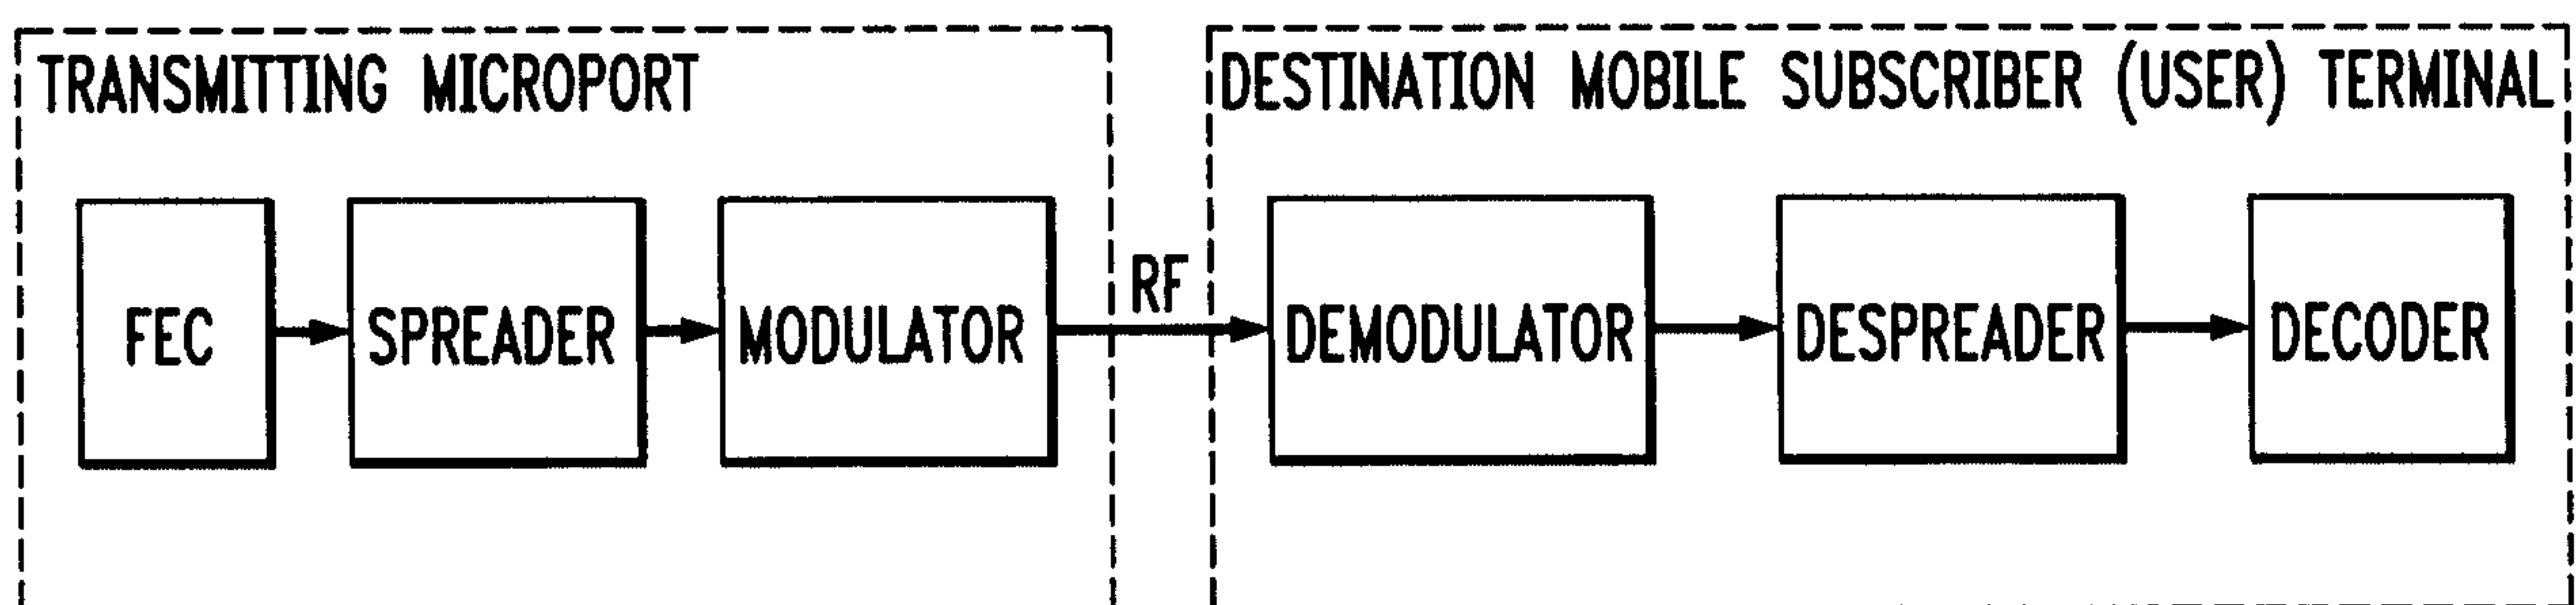 TRANSMITTING MICROPORT
DESTINATION MOBILE SUBSCRIBER (USER) TERMINAL
FEC
SPREADER
MODULATOR
RF
DEMODULATOR
DESPREADER
DECODER